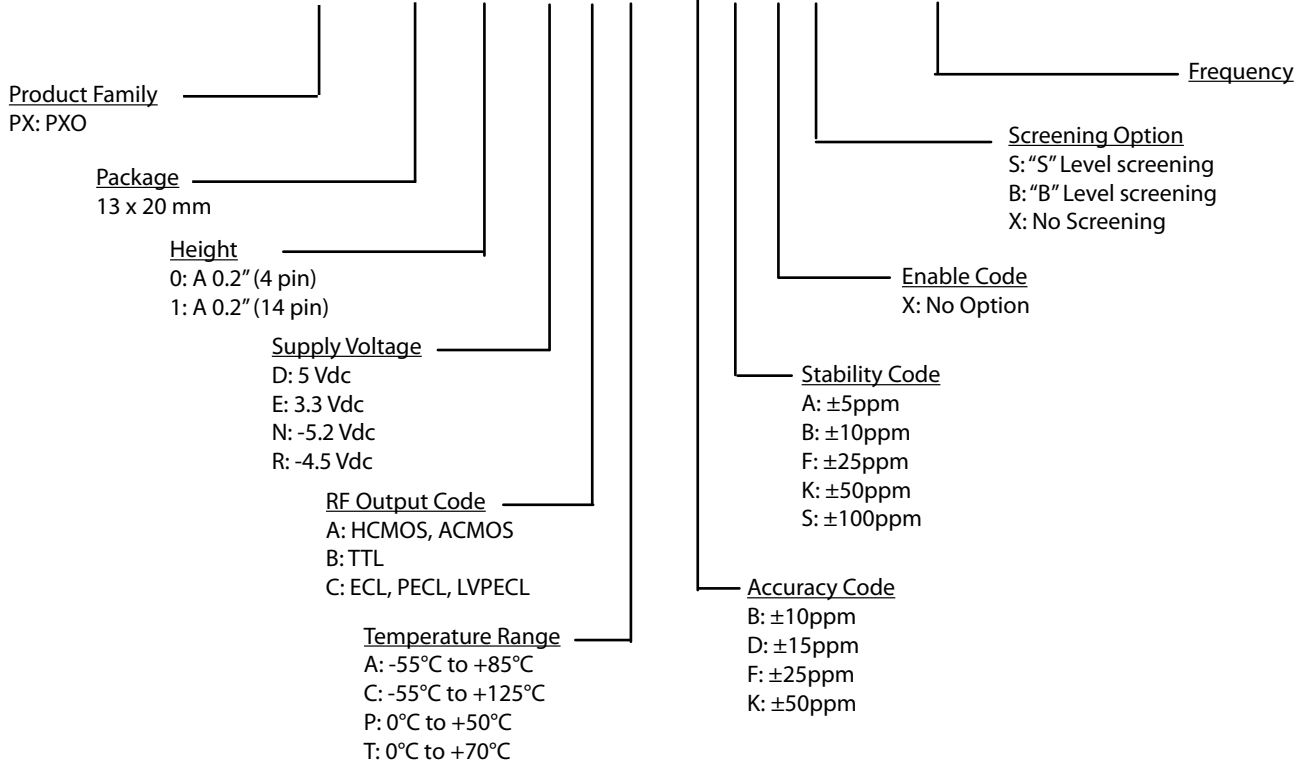 Product Family
PX: PXO
Package
13 x 20 mm
Height
0: A 0.2” (4 pin)
1: A 0.2” (14 pin)
Supply Voltage
D: 5 Vdc
E: 3.3 Vdc
N: -5.2 Vdc
R: -4.5 Vdc
RF Output Code
A: HCMOS, ACMOS
B: TTL
C: ECL, PECL, LVPECL
Temperature Range
A: -55°C to +85°C
C: -55°C to +125°C
P: 0°C to +50°C
T: 0°C to +70°C
Frequency
Screening Option
S: “S” Level screening
B: “B” Level screening
X: No Screening
Enable Code
X: No Option
Stability Code
A: ±5ppm
B: ±10ppm
F: ±25ppm
K: ±50ppm
S: ±100ppm
Accuracy Code
B: ±10ppm
D: ±15ppm
F: ±25ppm
K: ±50ppm